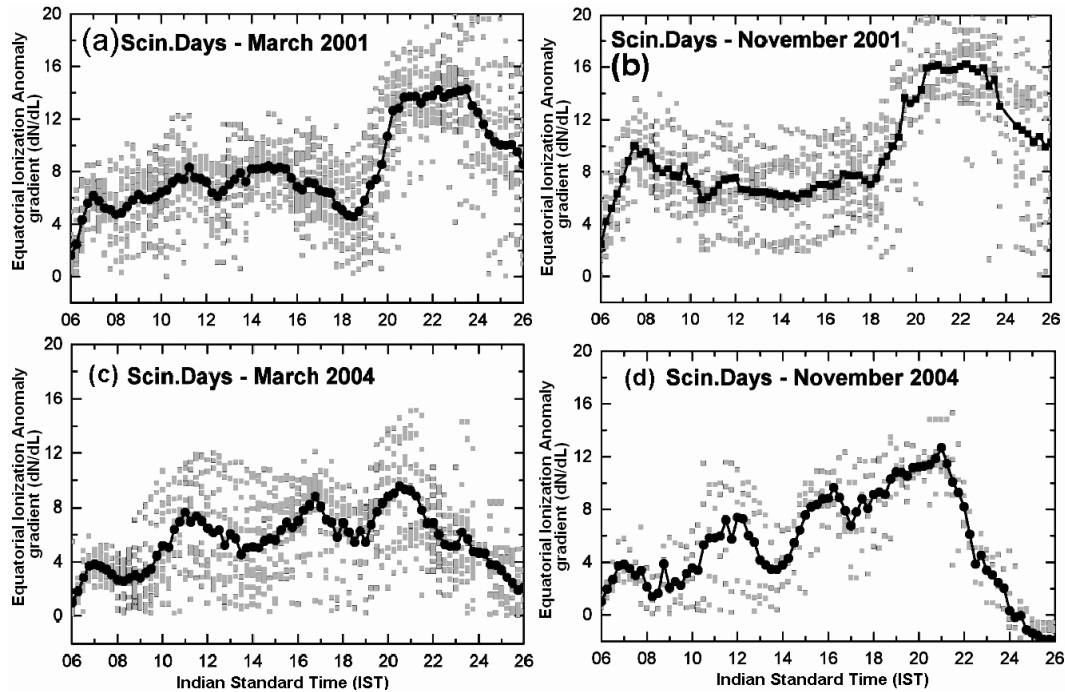 (a) Scin.Days - March 2001
Equatorial Ionization Anomaly
gradient (dN/dL)
20
16
12
8
4
0
06 08 10 12 14 16 18 20 22 24 26
Scin.Days - November 2001
(b)
Equatorial Ionization Anomaly
gradient (dN/dL)
20
16
12
8
4
0
06 08 10 12 14 16 18 20 22 24 26
Indian Standard Time (IST)
(c) Scin.Days - March 2004
Equatorial Ionization Anomaly
gradient (dN/dL)
20
16
12
8
4
0
06 08 10 12 14 16 18 20 22 24 26
Indian Standard Time (IST)
(d) Scin.Days - November 2004
Equatorial Ionization Anomaly
gradient (dN/dL)
20
16
12
8
4
0
06 08 10 12 14 16 18 20 22 24 26
Indian Standard Time (IST)